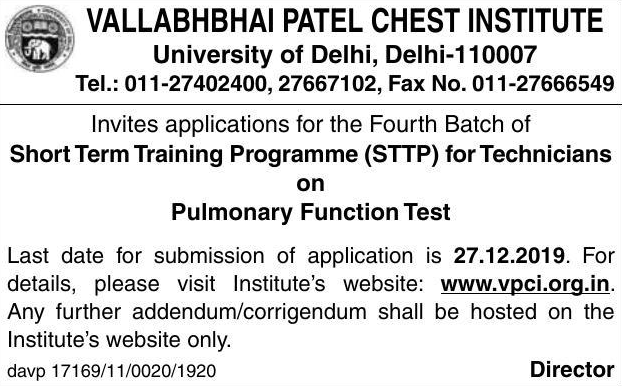 VALLABHBHAI PATEL CHEST INSTITUTE
University of Delhi, Delhi-110007
Tel.: 011-27402400, 27667102, Fax No. 011-27666549
Invites applications for the Fourth Batch of
Short Term Training Programme (STTP) for Technicians
on
Pulmonary Function Test
Last date for submission of application is 27.12.2019. For
details, please visit Institute's website: www.vpci.org.in.
Any further addendum/corrigendum shall be hosted on the
Institute's website only.
davp 17169/11/0020/1920 Director